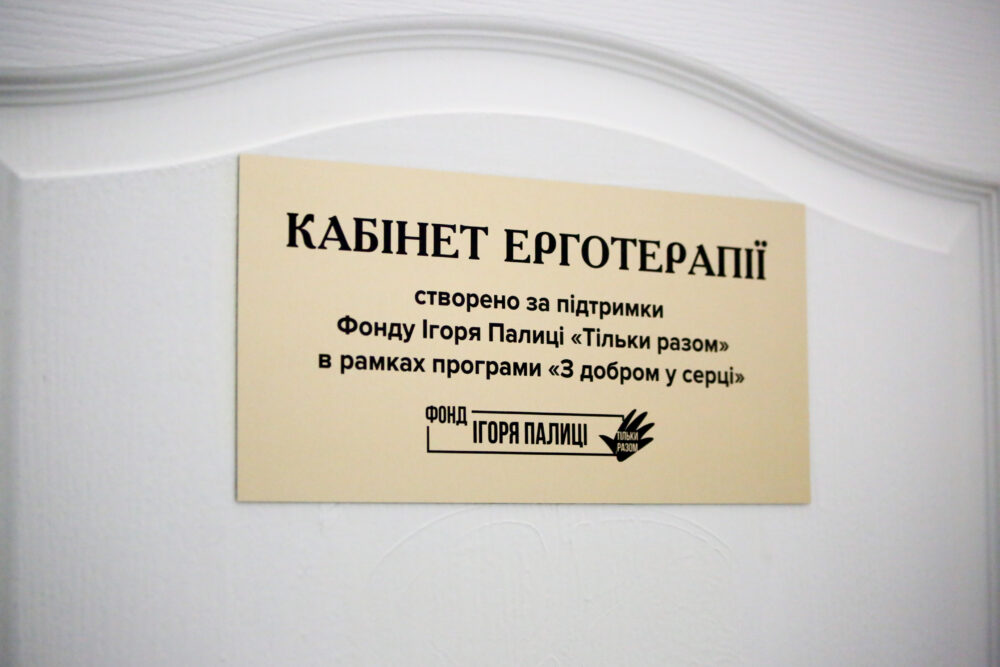 КАБІНЕТ ЕРГОТЕРАПІЇ
створено за підтримки
Фонду Ігоря Палиці «Тільки разом»
в рамках програми «З добром у серці»
ФОНД
ІГОРЯ ПАЛИЦІ
ТІЛЬКИ
РАЗОМ